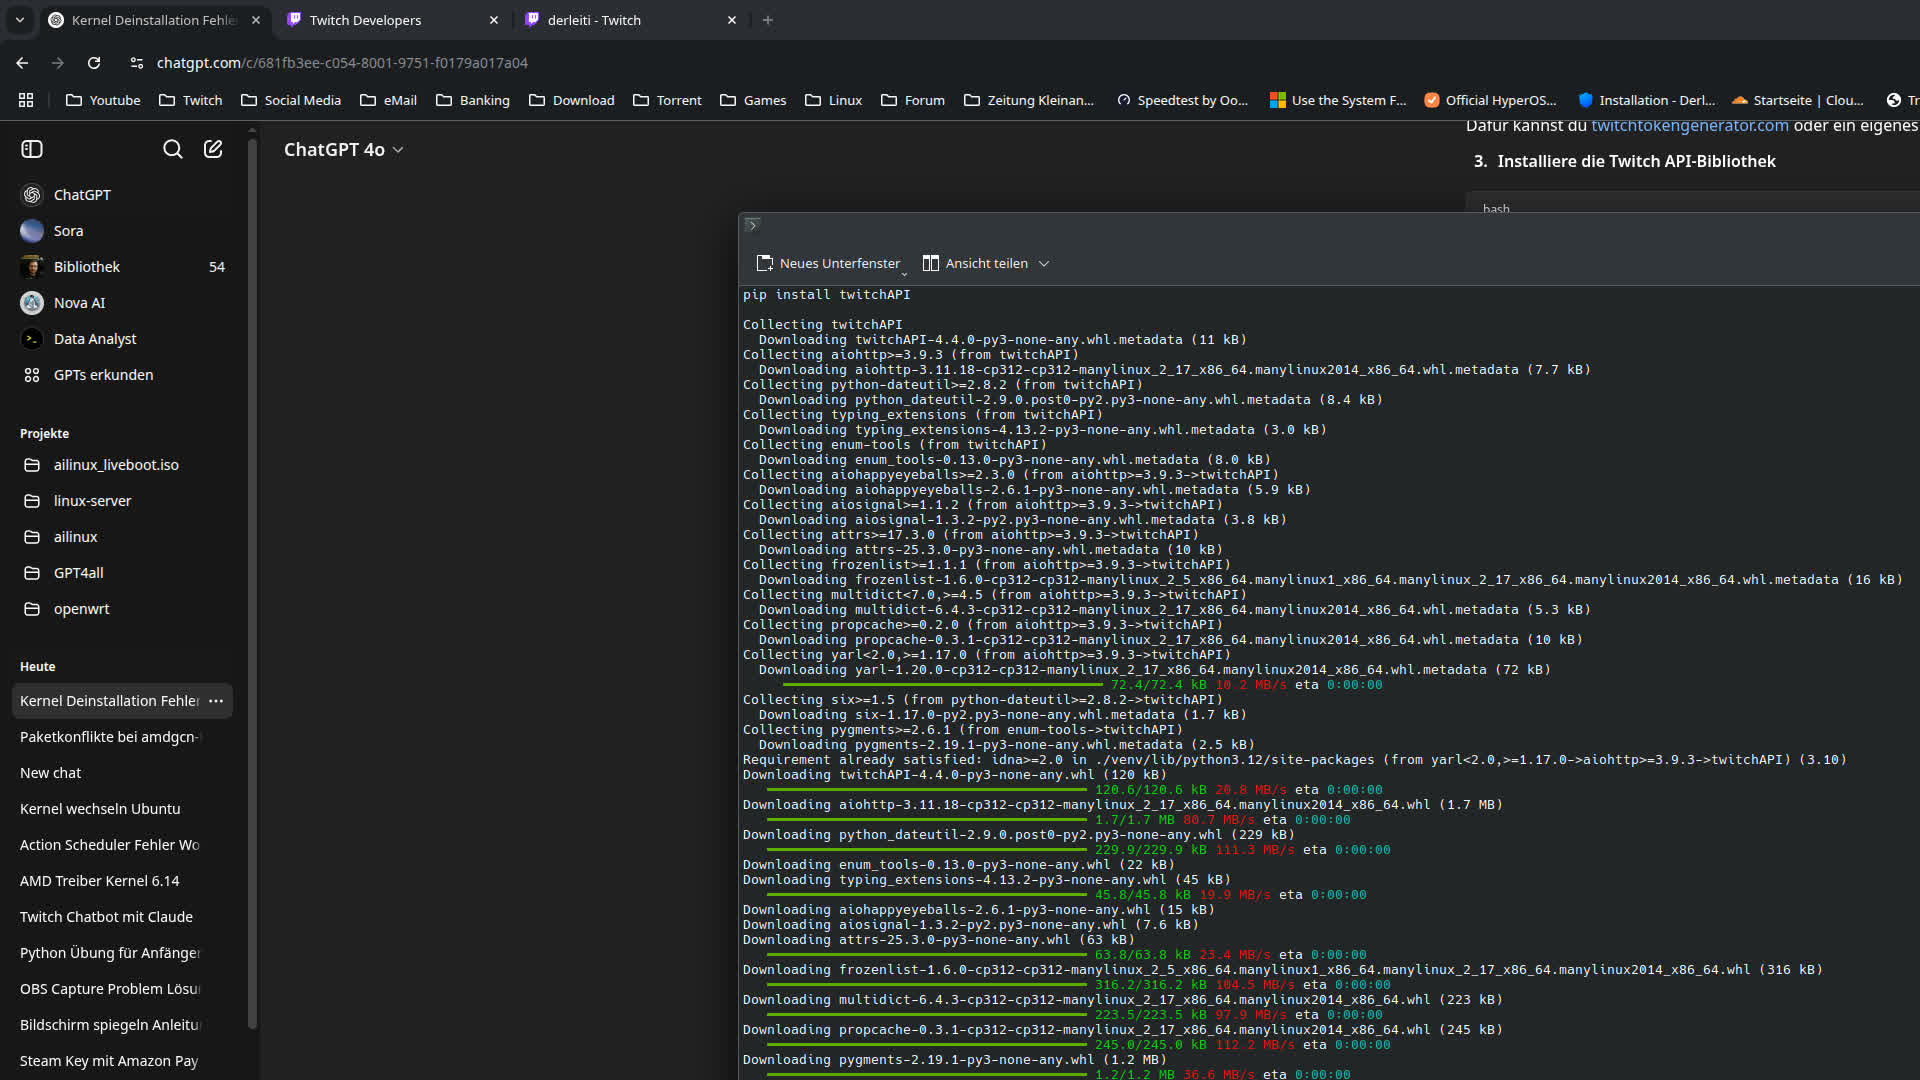 Kernel Deinstallation Fehle
Twitch Developers
derleiti - Twitch
chatgpt.com/c/681fb3ee-c054-8001-9751-f0179a017a04
Youtube
Twitch
Social Media
eMail
Banking
Download
Torrent
Games
Linux
Forum
Zeitung Kleinan...
Speedtest by Oo...
Use the System F...
Official HyperOS...
Installation - Derl...
Startseite | Clou...
Tr
ChatGPT
Sora
Bibliothek 54
Nova AI
Data Analyst
GPTs erkunden
Projekte
ailinux_liveboot.iso
linux-server
ailinux
GPT4all
openwrt
Heute
Kernel Deinstallation Fehler
Paketkonflikte bei amdgcn-
New chat
Kernel wechseln Ubuntu
Action Scheduler Fehler Wo
AMD Treiber Kernel 6.14
Twitch Chatbot mit Claude
Python Übung für Anfänger
OBS Capture Problem Lösu
Bildschirm spiegeln Anleitu
Steam Key mit Amazon Pay
ChatGPT 4o
Dafür kannst du twitchtokengenerator.com oder ein eigenes
3. Installiere die Twitch API-Bibliothek
bash
Neues Unterfenster
Ansicht teilen
pip install twitchAPI
Collecting twitchAPI
Downloading twitchAPI-4.4.0-py3-none-any.whl.metadata (11 kB)
Collecting aiohttp>=3.9.3 (from twitchAPI)
Downloading aiohttp-3.11.18-cp312-cp312-manylinux_2_17_x86_64.manylinux2014_x86_64.whl.metadata (7.7 kB)
Collecting python-dateutil>=2.8.2 (from twitchAPI)
Downloading python_dateutil-2.9.0.post0-py2.py3-none-any.whl.metadata (8.4 kB)
Collecting typing_extensions (from twitchAPI)
Downloading typing_extensions-4.13.2-py3-none-any.whl.metadata (3.0 kB)
Collecting enum-tools (from twitchAPI)
Downloading enum_tools-0.13.0-py3-none-any.whl.metadata (8.0 kB)
Collecting aiohappyeyeballs>=2.3.0 (from aiohttp>=3.9.3->twitchAPI)
Downloading aiohappyeyeballs-2.6.1-py3-none-any.whl.metadata (5.9 kB)
Collecting aiosignal>=1.1.2 (from aiohttp>=3.9.3->twitchAPI)
Downloading aiosignal-1.3.2-py2.py3-none-any.whl.metadata (3.8 kB)
Collecting attrs>=17.3.0 (from aiohttp>=3.9.3->twitchAPI)
Downloading attrs-25.3.0-py3-none-any.whl.metadata (10 kB)
Collecting frozenlist>=1.1.1 (from aiohttp>=3.9.3->twitchAPI)
Downloading frozenlist-1.6.0-cp312-cp312-manylinux_2_5_x86_64.manylinux1_x86_64.manylinux_2_17_x86_64.manylinux2014_x86_64.whl.metadata (16 kB)
Collecting multidict<7.0,>=4.5 (from aiohttp>=3.9.3->twitchAPI)
Downloading multidict-6.4.3-cp312-cp312-manylinux_2_17_x86_64.manylinux2014_x86_64.whl.metadata (5.3 kB)
Collecting propcache>=0.2.0 (from aiohttp>=3.9.3->twitchAPI)
Downloading propcache-0.3.1-cp312-cp312-manylinux_2_17_x86_64.manylinux2014_x86_64.whl.metadata (10 kB)
Collecting yarl<2.0,>=1.17.0 (from aiohttp>=3.9.3->twitchAPI)
Downloading yarl-1.20.0-cp312-cp312-manylinux_2_17_x86_64.manylinux2014_x86_64.whl.metadata (72 kB)
72.4/72.4 kB 10.2 MB/s eta 0:00:00
Collecting six>=1.5 (from python-dateutil>=2.8.2->twitchAPI)
Downloading six-1.17.0-py2.py3-none-any.whl.metadata (1.7 kB)
Collecting pygments>=2.6.1 (from enum-tools->twitchAPI)
Downloading pygments-2.19.1-py3-none-any.whl.metadata (2.5 kB)
Requirement already satisfied: idna>=2.0 in ./venv/lib/python3.12/site-packages (from yarl<2.0,>=1.17.0->aiohttp>=3.9.3->twitchAPI) (3.10)
Downloading twitchAPI-4.4.0-py3-none-any.whl (120 kB)
120.6/120.6 kB 20.8 MB/s eta 0:00:00
Downloading aiohttp-3.11.18-cp312-cp312-manylinux_2_17_x86_64.manylinux2014_x86_64.whl (1.7 MB)
1.7/1.7 MB 80.7 MB/s eta 0:00:00
Downloading python_dateutil-2.9.0.post0-py2.py3-none-any.whl (229 kB)
229.9/229.9 kB 111.3 MB/s eta 0:00:00
Downloading enum_tools-0.13.0-py3-none-any.whl (22 kB)
Downloading typing_extensions-4.13.2-py3-none-any.whl (45 kB)
45.8/45.8 kB 19.9 MB/s eta 0:00:00
Downloading aiohappyeyeballs-2.6.1-py3-none-any.whl (15 kB)
Downloading aiosignal-1.3.2-py2.py3-none-any.whl (7.6 kB)
Downloading attrs-25.3.0-py3-none-any.whl (63 kB)
63.8/63.8 kB 23.4 MB/s eta 0:00:00
Downloading frozenlist-1.6.0-cp312-cp312-manylinux_2_5_x86_64.manylinux1_x86_64.manylinux_2_17_x86_64.manylinux2014_x86_64.whl (316 kB)
316.2/316.2 kB 104.5 MB/s eta 0:00:00
Downloading multidict-6.4.3-cp312-cp312-manylinux_2_17_x86_64.manylinux2014_x86_64.whl (223 kB)
223.5/223.5 kB 97.9 MB/s eta 0:00:00
Downloading propcache-0.3.1-cp312-cp312-manylinux_2_17_x86_64.manylinux2014_x86_64.whl (245 kB)
245.0/245.0 kB 112.2 MB/s eta 0:00:00
Downloading pygments-2.19.1-py3-none-any.whl (1.2 MB)
1.2/1.2 MB 36.6 MB/s eta 0:00:00